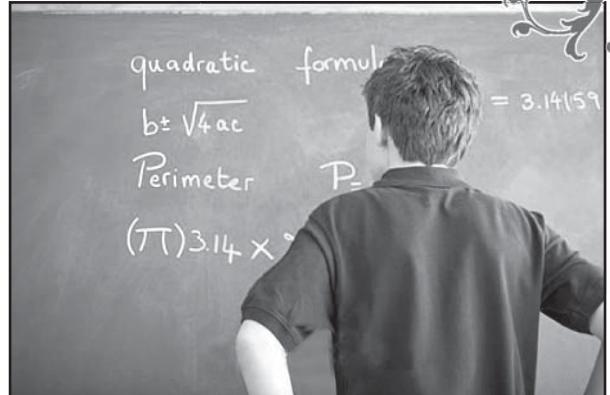 quadratic formul
= 3.14159
b± √4ac
Perimeter P=
(π)3.14 ×